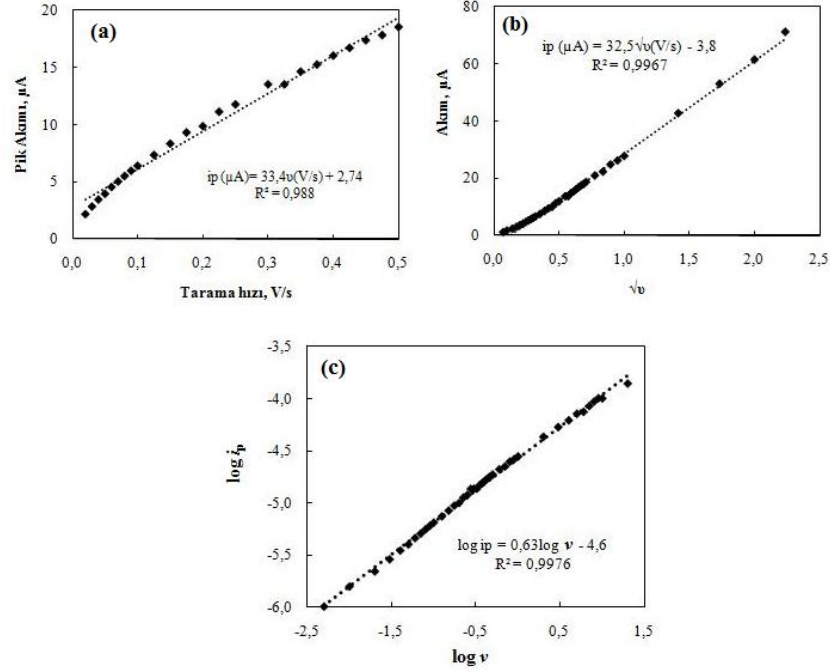 (a)
20
15
10
5
0
Pik Akımı, µA
ip (µA)= 33,4υ(V/s) + 2,74
R² = 0,988
0,0 0,1 0,2 0,3 0,4 0,5
Tarama hızı, V/s
(b)
80
60
40
20
0
Akım, µA
ip (µA) = 32,5√υ(V/s) - 3,8
R² = 0,9967
0,0 0,5 1,0 1,5 2,0 2,5
√υ
(c)
-3,5
-4,0
-4,5
-5,0
-5,5
-6,0
log ip
log ip = 0,63log ν - 4,6
R² = 0,9976
-2,5 -1,5 -0,5 0,5 1,5
log ν